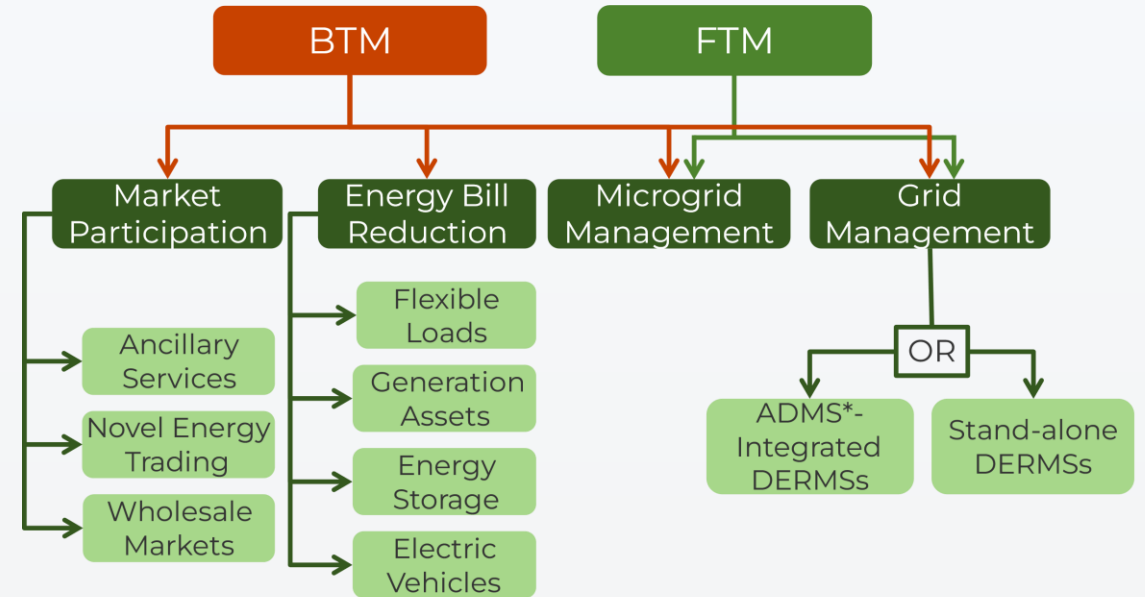 BTM
FTM
Market
Participation
Energy Bill
Reduction
Microgrid
Management
Grid
Management
Ancillary
Services
Novel Energy
Trading
Wholesale
Markets
Flexible
Loads
Generation
Assets
Energy
Storage
Electric
Vehicles
OR
ADMS*-
Integrated
DERMSs
Stand-alone
DERMSs